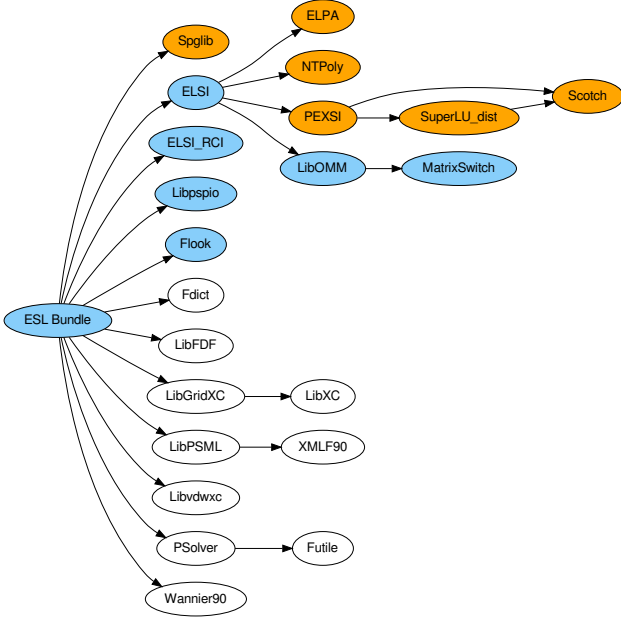 ELPA
Spglib
NTPoly
ELSI
Scotch
PEXSI
SuperLU_dist
ELSI_RCI
LibOMM
MatrixSwitch
Libpspio
Flook
Fdict
ESL Bundle
LibFDF
LibGridXC
LibXC
LibPSML
XMLF90
Libvdwxc
PSolver
Futile
Wannier90